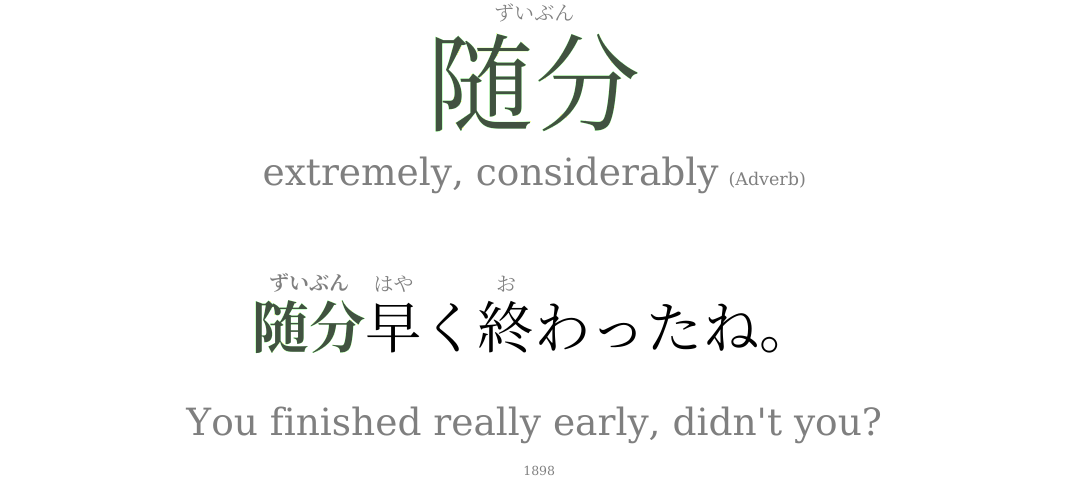 ずいぶん
随分
extremely, considerably (Adverb)
ずいぶん はや お
随分早く終わったね。
You finished really early, didn't you?
1898